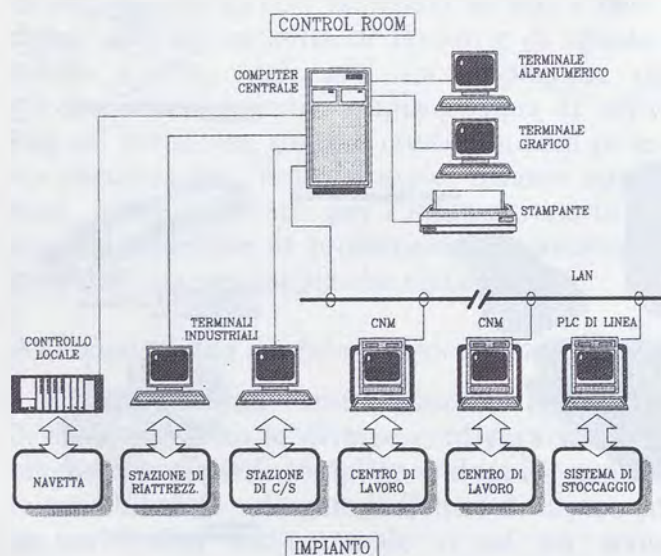 CONTROL ROOM
COMPUTER
CENTRALE
TERMINALE
ALFANUMERICO
TERMINALE
GRAFICO
STAMPANTE
LAN
CONTROLLO
LOCALE
TERMINALI
INDUSTRIALI
CNM
CNM
PLC DI LINEA
NAVETTA
STAZIONE DI
RIATTREZZ.
STAZIONE
DI C/S
CENTRO DI
LAVORO
CENTRO DI
LAVORO
SISTEMA DI
STOCCAGGIO
IMPIANTO